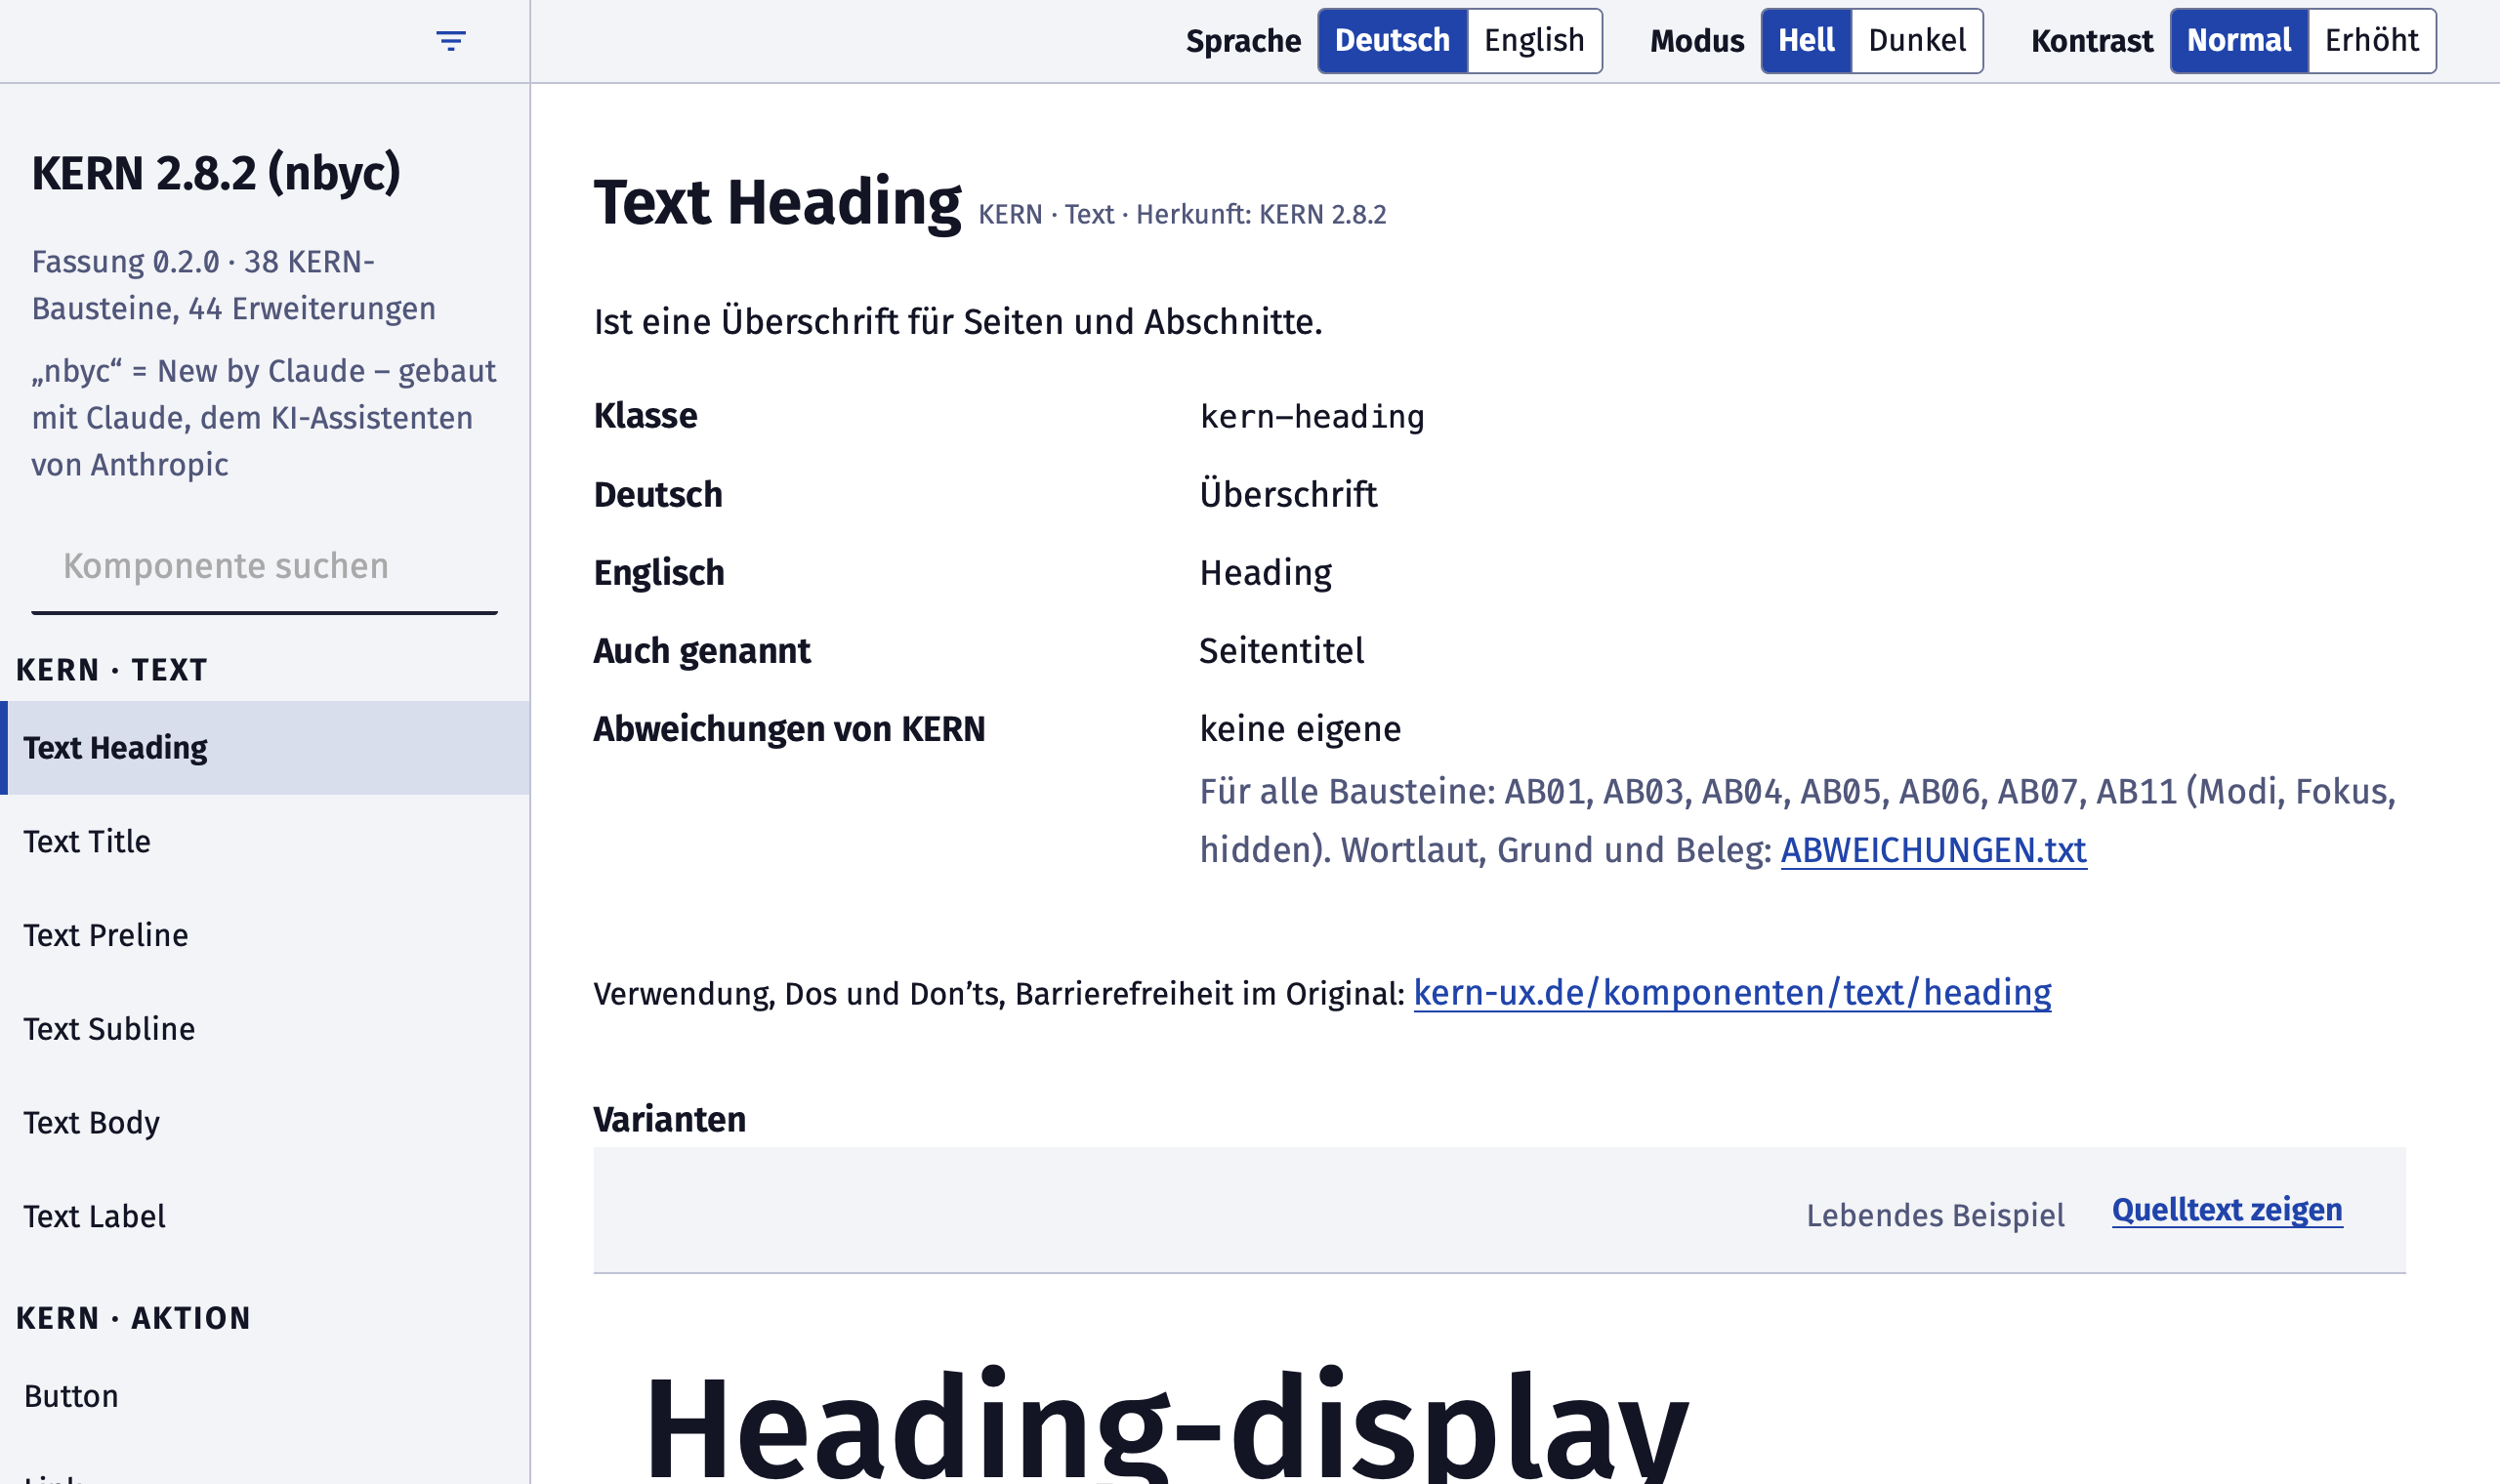 Sprache Deutsch English Modus Hell Dunkel Kontrast Normal Erhöht
KERN 2.8.2 (nbyc)
Fassung 0.2.0 · 38 KERN-
Bausteine, 44 Erweiterungen
„nbyc“ = New by Claude – gebaut
mit Claude, dem KI-Assistenten
von Anthropic
Komponente suchen
KERN · TEXT
Text Heading
Text Title
Text Preline
Text Subline
Text Body
Text Label
KERN · AKTION
Button
Link
Text Heading KERN · Text · Herkunft: KERN 2.8.2
Ist eine Überschrift für Seiten und Abschnitte.
Klasse kern-heading
Deutsch Überschrift
Englisch Heading
Auch genannt Seitentitel
Abweichungen von KERN keine eigene
Für alle Bausteine: AB01, AB03, AB04, AB05, AB06, AB07, AB11 (Modi, Fokus,
hidden). Wortlaut, Grund und Beleg: ABWEICHUNGEN.txt
Verwendung, Dos und Don’ts, Barrierefreiheit im Original: kern-ux.de/komponenten/text/heading
Varianten
Lebendes Beispiel Quelltext zeigen
Heading-display